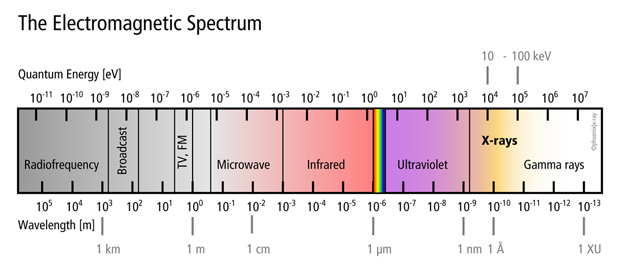 The Electromagnetic Spectrum
10 - 100 keV
Quantum Energy [eV]
10⁻¹¹ 10⁻¹⁰ 10⁻⁹ 10⁻⁸ 10⁻⁷ 10⁻⁶ 10⁻⁵ 10⁻⁴ 10⁻³ 10⁻² 10⁻¹ 10⁰ 10¹ 10² 10³ 10⁴ 10⁵ 10⁶ 10⁷
Radiofrequency Broadcast TV, FM Microwave Infrared Ultraviolet X-rays Gamma rays
©phoenix|x-ray
10⁵ 10⁴ 10³ 10² 10¹ 10⁰ 10⁻¹ 10⁻² 10⁻³ 10⁻⁴ 10⁻⁵ 10⁻⁶ 10⁻⁷ 10⁻⁸ 10⁻⁹ 10⁻¹⁰ 10⁻¹¹ 10⁻¹² 10⁻¹³
Wavelength [m]
1 km 1 m 1 cm 1 µm 1 nm 1 Å 1 XU